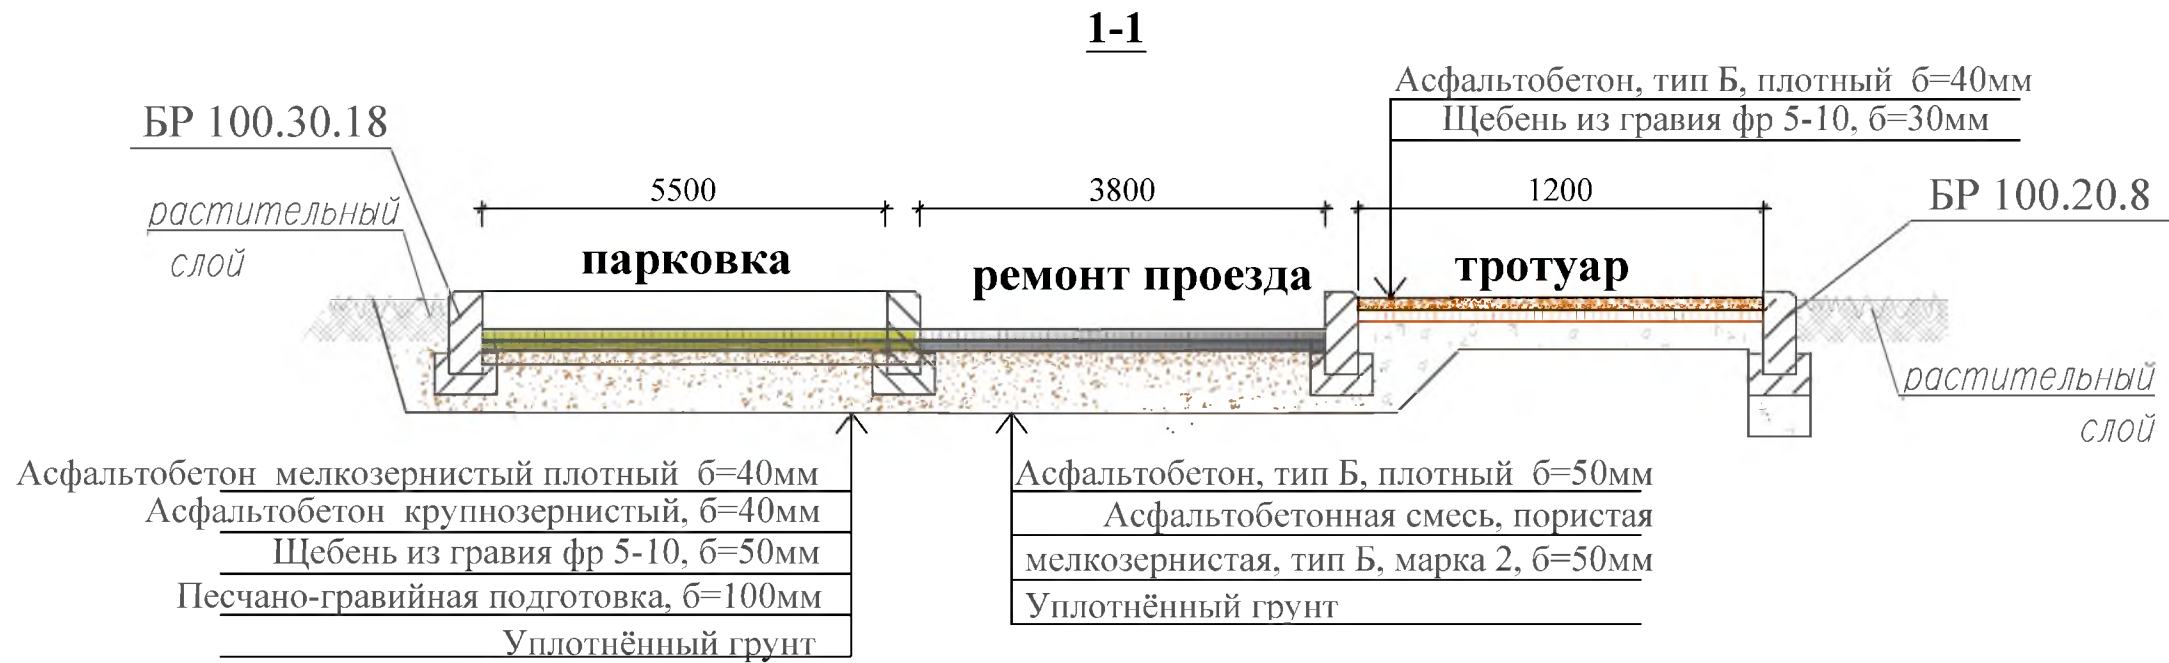 1-1
Асфальтобетон, тип Б, плотный б=40мм
Щебень из гравия фр 5-10, б=30мм
БР 100.30.18
растительный
слой
5500
3800
1200
БР 100.20.8
парковка
ремонт проезда
тротуар
растительный
слой
Асфальтобетон мелкозернистый плотный б=40мм
Асфальтобетон крупнозернистый, б=40мм
Щебень из гравия фр 5-10, б=50мм
Песчано-гравийная подготовка, б=100мм
Уплотнённый грунт
Асфальтобетон, тип Б, плотный б=50мм
Асфальтобетонная смесь, пористая
мелкозернистая, тип Б, марка 2, б=50мм
Уплотнённый грунт